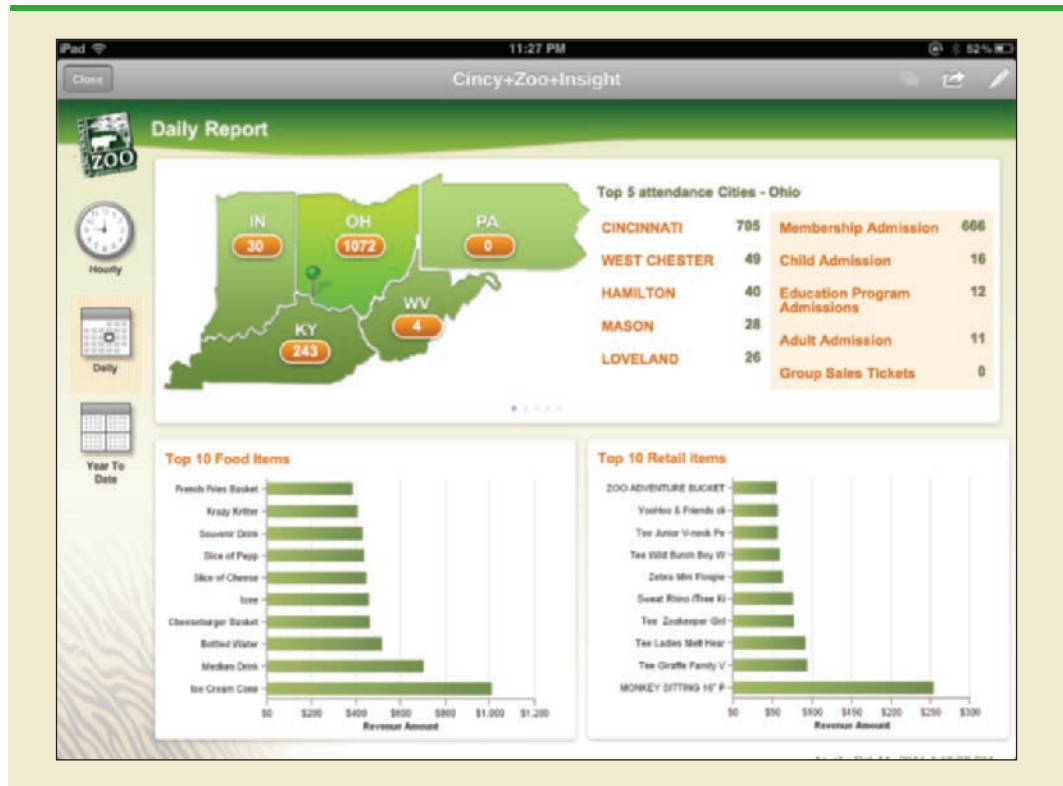 iPad 11:27 PM 52%
Close Cincy+Zoo+Insight
ZOO
Daily Report
Hourly
Daily
Year To
Date
IN
30
OH
1072
PA
0
WV
4
KY
243
Top 5 attendance Cities - Ohio
CINCINNATI 705
WEST CHESTER 49
HAMILTON 40
MASON 28
LOVELAND 26
Membership Admission 666
Child Admission 16
Education Program
Admissions 12
Adult Admission 11
Group Sales Tickets 0
Top 10 Food Items
French Fries Basket
Krazy Kritter
Souvenir Drink
Slice of Pepp
Slice of Cheese
Icee
Cheeseburger Basket
Bottled Water
Medium Drink
Ice Cream Cone
$0 $200 $400 $600 $800 $1,000 $1,200
Revenue Amount
Top 10 Retail items
ZOO ADVENTURE BUCKET
YooHoo & Friends di
Tee Junior V-neck Pe
Tee Wild Bunch Boy W
Zebra Mini Flopie
Sweat Rhino /Tree Ki
Tee Zookeeper Girl
Tee Ladies Melt Hear
Tee Giraffe Family V
MONKEY SITTING 16" P
$0 $50 $100 $150 $200 $250 $300
Revenue Amount